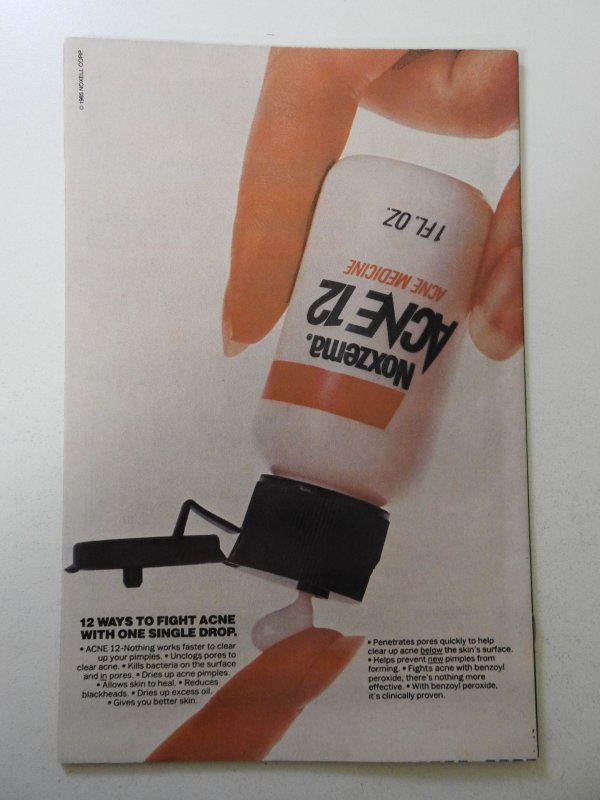 © 1985 NOXELL CORP.
1 FL. OZ.
ACNE MEDICINE
ACNE 12
Noxzema.
12 WAYS TO FIGHT ACNE
WITH ONE SINGLE DROP.
• ACNE 12-Nothing works faster to clear
up your pimples. • Unclogs pores to
clear acne. • Kills bacteria on the surface
and in pores. • Dries up acne pimples.
• Allows skin to heal. • Reduces
blackheads. • Dries up excess oil.
• Gives you better skin.
• Penetrates pores quickly to help
clear up acne below the skin's surface.
• Helps prevent new pimples from
forming. • Fights acne with benzoyl
peroxide, there's nothing more
effective. • With benzoyl peroxide,
it's clinically proven.